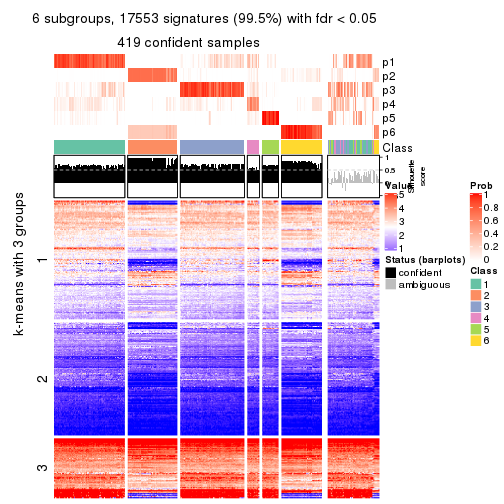 6 subgroups, 17553 signatures (99.5%) with fdr < 0.05
419 confident samples
p1
p2
p3
p4
p5
p6
Class
1
0.5
0
Silhouette
score
k-means with 3 groups
1
2
3
Value
5
4
3
2
1
Status (barplots)
confident
ambiguous
Prob
1
0.8
0.6
0.4
0.2
0
Class
1
2
3
4
5
6